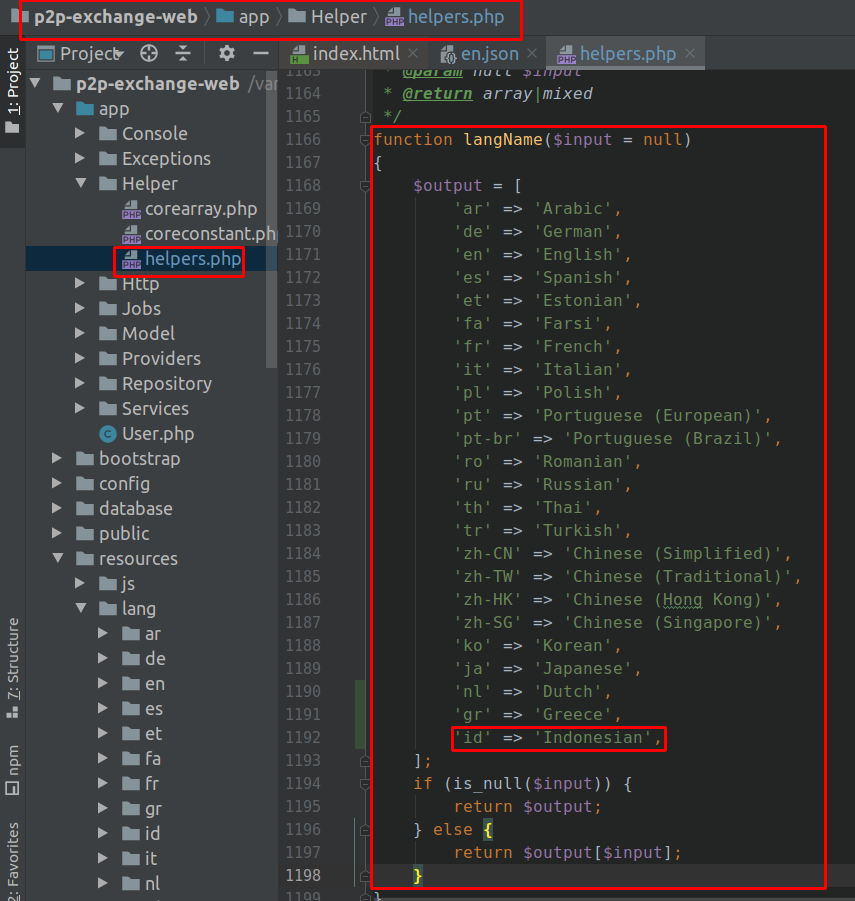 p2p-exchange-web app Helper helpers.php
Project
index.html en.json helpers.php
1: Project
p2p-exchange-web
app
Console
Exceptions
Helper
corearray.php
helpers.php
Http
Jobs
Model
Providers
Repository
Services
User.php
bootstrap
config
database
public
resources
js
lang
ar
de
en
es
et
fa
fr
gr
id
it
nl
7: Structure
npm
2: Favorites
1163 * @param null $input
1164 * @return array|mixed
1165 */
1166 function langName($input = null)
1167 {
1168 $output = [
1169 'ar' => 'Arabic',
1170 'de' => 'German',
1171 'en' => 'English',
1172 'es' => 'Spanish',
1173 'et' => 'Estonian',
1174 'fa' => 'Farsi',
1175 'fr' => 'French',
1176 'it' => 'Italian',
1177 'pl' => 'Polish',
1178 'pt' => 'Portuguese (European)',
1179 'pt-br' => 'Portuguese (Brazil)',
1180 'ro' => 'Romanian',
1181 'ru' => 'Russian',
1182 'th' => 'Thai',
1183 'tr' => 'Turkish',
1184 'zh-CN' => 'Chinese (Simplified)',
1185 'zh-TW' => 'Chinese (Traditional)',
1186 'zh-HK' => 'Chinese (Hong Kong)',
1187 'zh-SG' => 'Chinese (Singapore)',
1188 'ko' => 'Korean',
1189 'ja' => 'Japanese',
1190 'nl' => 'Dutch',
1191 'gr' => 'Greece',
1192 'id' => 'Indonesian',
1193 ];
1194 if (is_null($input)) {
1195 return $output;
1196 } else {
1197 return $output[$input];
1198 }
1199 }